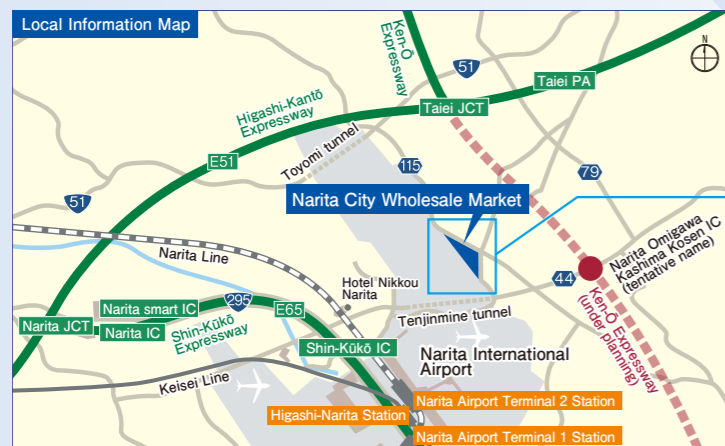 Local Information Map
N
Ken-Ō
Expressway
51
Taiei PA
Taiei JCT
Higashi-Kantō
Expressway
Toyomi tunnel
E51
115
79
51
Narita City Wholesale Market
Narita Line
Narita Omigawa
Kashima Kosen IC
(tentative name)
44
Hotel Nikkou
Narita
Narita smart IC
295
E65
Tenjinmine tunnel
Ken-Ō Expressway
(under planning)
Narita JCT
Narita IC
Shin-Kūkō
Expressway
Shin-Kūkō IC
Narita International
Airport
Keisei Line
Narita Airport Terminal 2 Station
Higashi-Narita Station
Narita Airport Terminal 1 Station